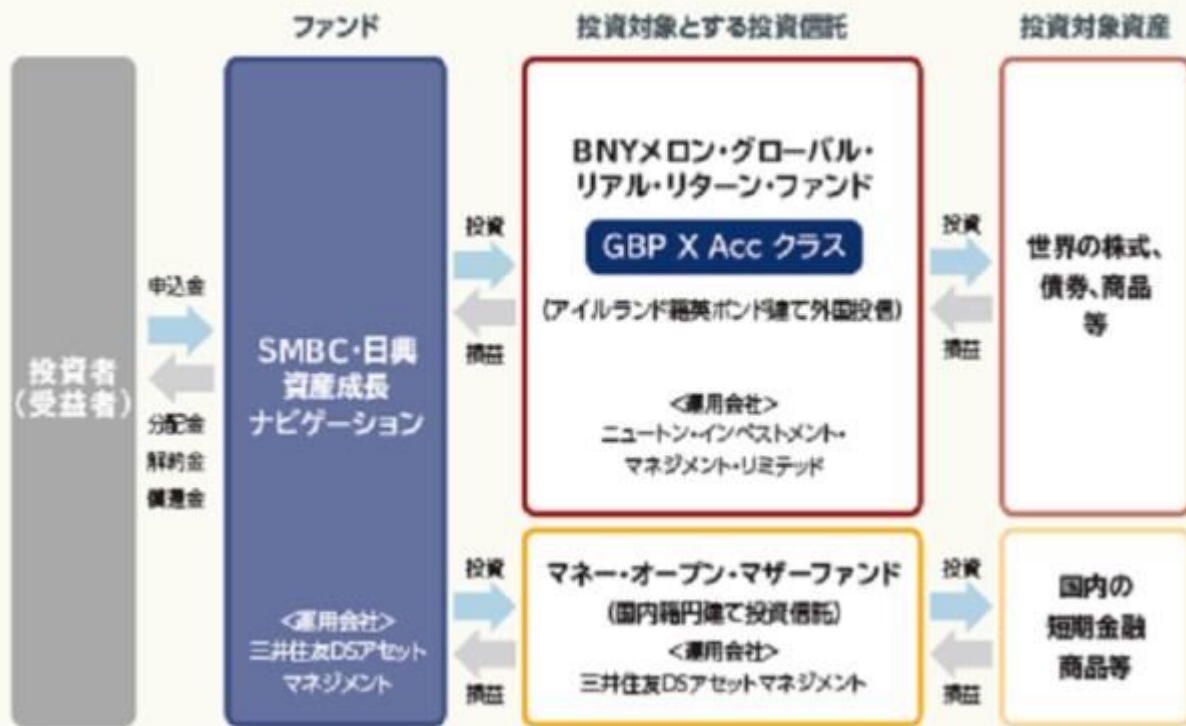 ファンド
投資対象とする投資信託
投資対象資産
投資者
(受益者)
申込金
分配金
解約金
償還金
SMBC・日興
資産成長
ナビゲーション
<運用会社>
三井住友DSアセット
マネジメント
投資
損益
BNYメロン・グローバル・
リアル・リターン・ファンド
GBP X Acc クラス
(アイルランド籍英ポンド建て外国投信)
<運用会社>
ニュートン・インベストメント・
マネジメント・リミテッド
投資
損益
世界の株式、
債券、商品
等
投資
損益
マネー・オープン・マザーファンド
(国内籍円建て投資信託)
<運用会社>
三井住友DSアセットマネジメント
投資
損益
国内の
短期金融
商品等